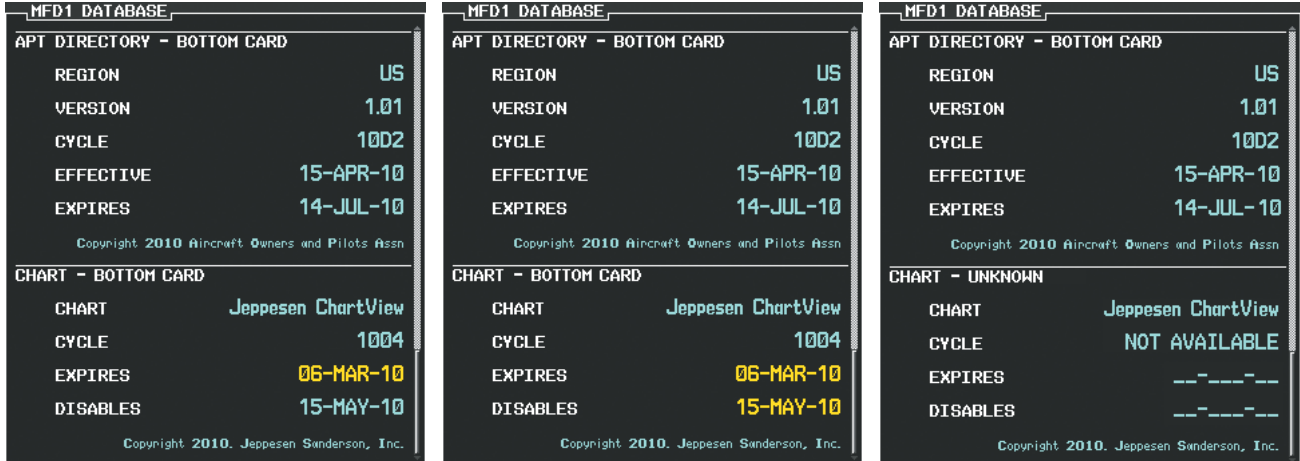 MFD1 DATABASE
APT DIRECTORY - BOTTOM CARD
REGION US
VERSION 1.01
CYCLE 10D2
EFFECTIVE 15-APR-10
EXPIRES 14-JUL-10
Copyright 2010 Aircraft Owners and Pilots Assn
CHART - BOTTOM CARD
CHART Jeppesen ChartView
CYCLE 1004
EXPIRES 06-MAR-10
DISABLES 15-MAY-10
Copyright 2010. Jeppesen Sanderson, Inc.
MFD1 DATABASE
APT DIRECTORY - BOTTOM CARD
REGION US
VERSION 1.01
CYCLE 10D2
EFFECTIVE 15-APR-10
EXPIRES 14-JUL-10
Copyright 2010 Aircraft Owners and Pilots Assn
CHART - BOTTOM CARD
CHART Jeppesen ChartView
CYCLE 1004
EXPIRES 06-MAR-10
DISABLES 15-MAY-10
Copyright 2010. Jeppesen Sanderson, Inc.
MFD1 DATABASE
APT DIRECTORY - BOTTOM CARD
REGION US
VERSION 1.01
CYCLE 10D2
EFFECTIVE 15-APR-10
EXPIRES 14-JUL-10
Copyright 2010 Aircraft Owners and Pilots Assn
CHART - UNKNOWN
CHART Jeppesen ChartView
CYCLE NOT AVAILABLE
EXPIRES __-___-__
DISABLES __-___-__
Copyright 2010. Jeppesen Sanderson, Inc.